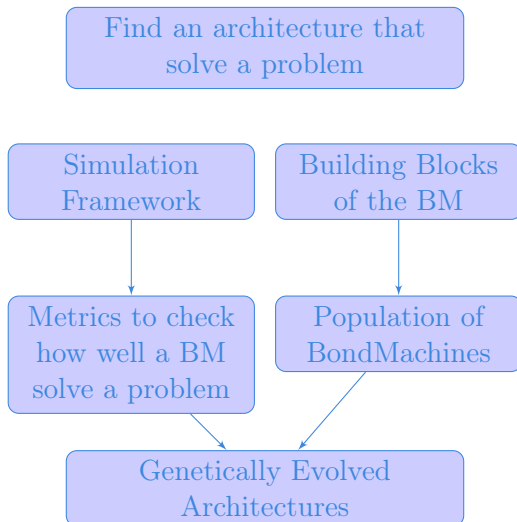 Find an architecture that
solve a problem
Simulation
Framework
Building Blocks
of the BM
Metrics to check
how well a BM
solve a problem
Population of
BondMachines
Genetically Evolved
Architectures